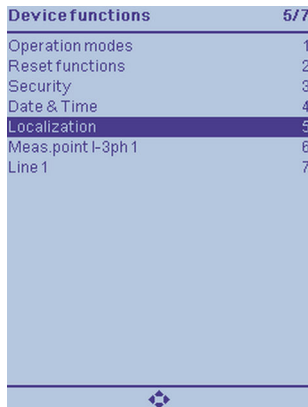 Device functions 5/7
Operation modes 1
Reset functions 2
Security 3
Date & Time 4
Localization 5
Meas.point I-3ph 1 6
Line 1 7